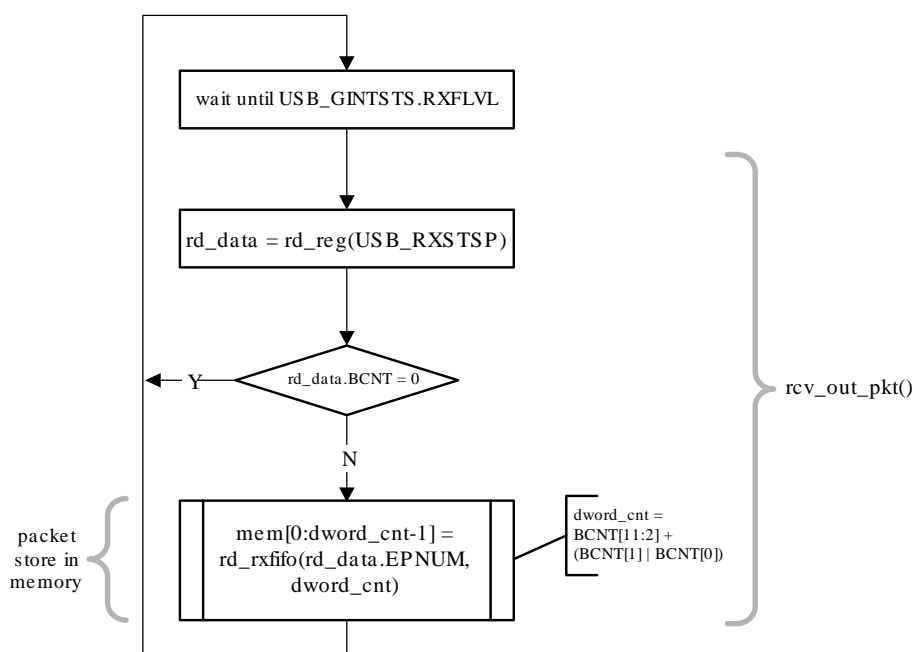 wait until USB_GINTSTS.RXFLVL
rd_data = rd_reg(USB_RXSTSP)
rd_data.BCNT = 0
Y
rcv_out_pkt()
N
packet
store in
memory
mem[0:dword_cnt-1] =
rd_rxfifo(rd_data.EPNUM,
dword_cnt)
dword_cnt =
BCNT[11:2] +
(BCNT[1] | BCNT[0])